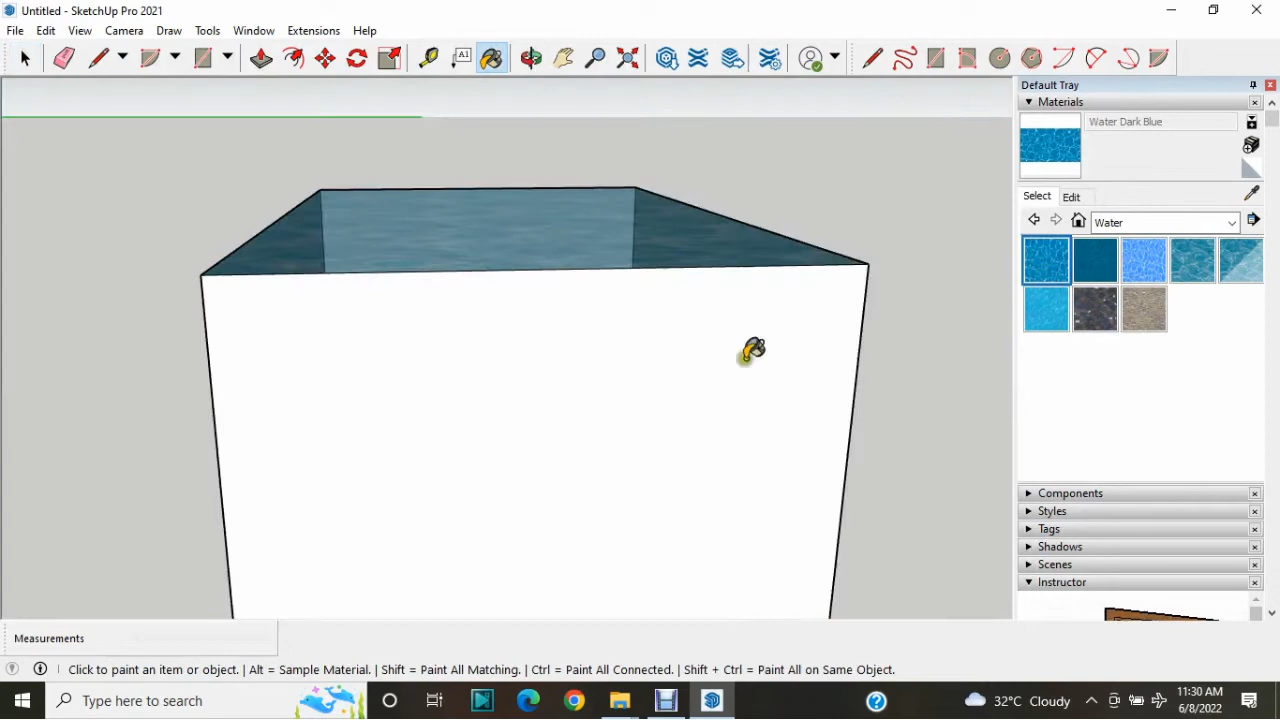 Untitled - SketchUp Pro 2021
File Edit View Camera Draw Tools Window Extensions Help
A1
Default Tray
Materials
Water Dark Blue
Select Edit
Water
Components
Styles
Tags
Shadows
Scenes
Instructor
Measurements
Click to paint an item or object. | Alt = Sample Material. | Shift = Paint All Matching. | Ctrl = Paint All Connected. | Shift + Ctrl = Paint All on Same Object.
Type here to search
32°C Cloudy
11:30 AM
6/8/2022